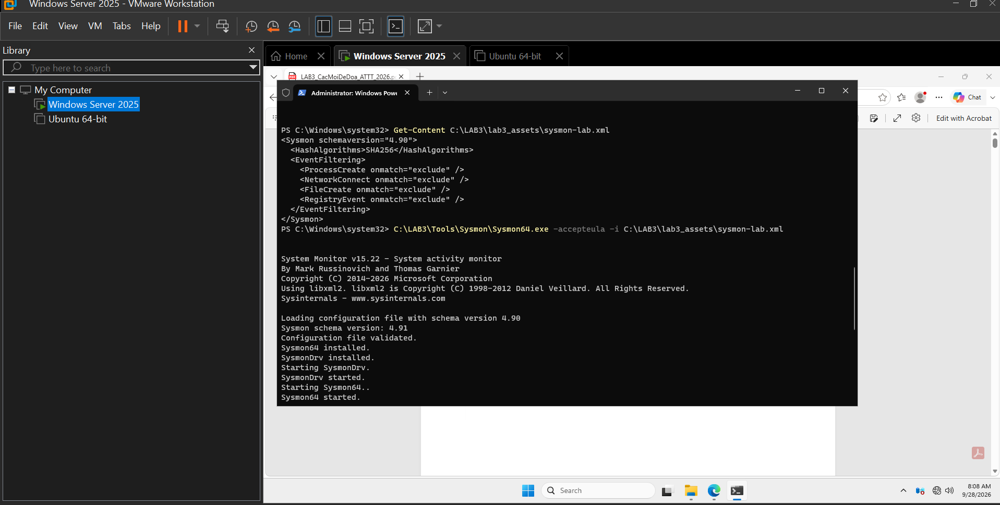 Windows Server 2025 - VMware Workstation
File Edit View VM Tabs Help
Library
Type here to search
My Computer
Windows Server 2025
Ubuntu 64-bit
Home
Windows Server 2025
Ubuntu 64-bit
LAB3_CacMoiDeDoa_ATTT_2026.p
Chat
Edit with Acrobat
Administrator: Windows Powe
PS C:\Windows\system32> Get-Content C:\LAB3\lab3_assets\sysmon-lab.xml
<Sysmon schemaversion="4.90">
  <HashAlgorithms>SHA256</HashAlgorithms>
  <EventFiltering>
    <ProcessCreate onmatch="exclude" />
    <NetworkConnect onmatch="exclude" />
    <FileCreate onmatch="exclude" />
    <RegistryEvent onmatch="exclude" />
  </EventFiltering>
</Sysmon>
PS C:\Windows\system32> C:\LAB3\Tools\Sysmon\Sysmon64.exe -accepteula -i C:\LAB3\lab3_assets\sysmon-lab.xml
System Monitor v15.22 - System activity monitor
By Mark Russinovich and Thomas Garnier
Copyright (C) 2014-2026 Microsoft Corporation
Using libxml2. libxml2 is Copyright (C) 1998-2012 Daniel Veillard. All Rights Reserved.
Sysinternals - www.sysinternals.com
Loading configuration file with schema version 4.90
Sysmon schema version: 4.91
Configuration file validated.
Sysmon64 installed.
SysmonDrv installed.
Starting SysmonDrv.
SysmonDrv started.
Starting Sysmon64..
Sysmon64 started.
Search
8:08 AM
9/28/2026